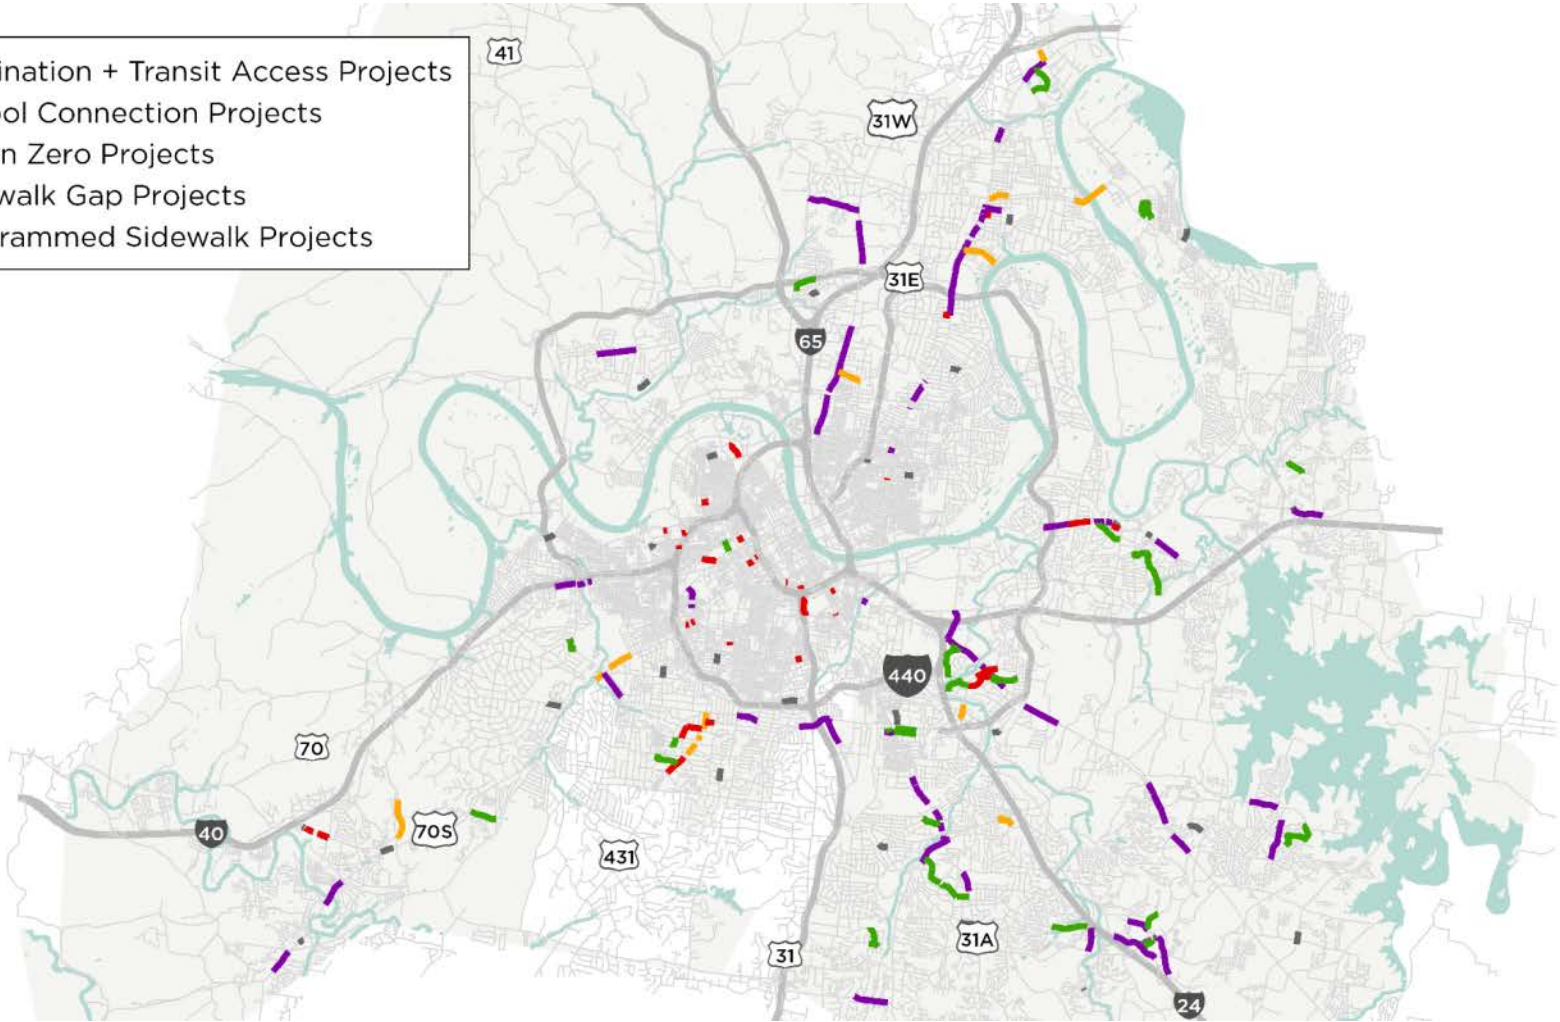 ination + Transit Access Projects
ool Connection Projects
n Zero Projects
walk Gap Projects
rammed Sidewalk Projects
41
31W
31E
65
440
70
40
70S
431
31A
31
24